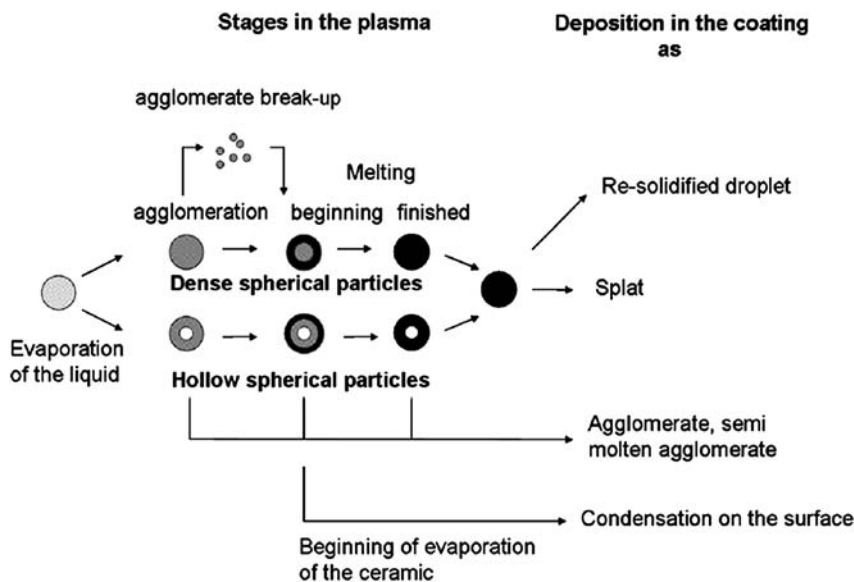 Stages in the plasma
Deposition in the coating
as
agglomerate break-up
Melting
Re-solidified droplet
agglomeration
beginning
finished
Dense spherical particles
Splat
Evaporation
of the liquid
Hollow spherical particles
Agglomerate, semi
molten agglomerate
Condensation on the surface
Beginning of evaporation
of the ceramic